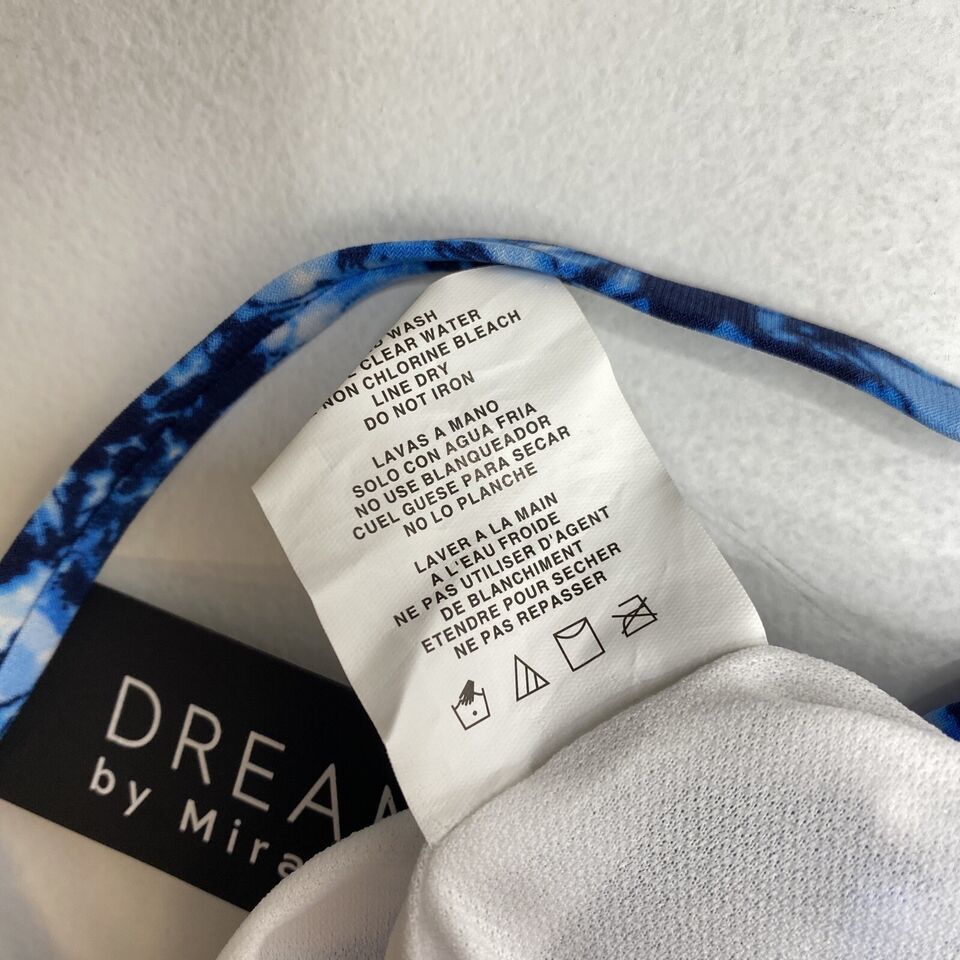 WASH
CLEAR WATER
NON CHLORINE BLEACH
LINE DRY
DO NOT IRON
LAVAS A MANO
SOLO CON AGUA FRIA
NO USE BLANQUEADOR
CUEL GUESE PARA SECAR
NO LO PLANCHE
LAVER A LA MAIN
A L'EAU FROIDE
NE PAS UTILISER D'AGENT
DE BLANCHIMENT
ETENDRE POUR SECHER
NE PAS REPASSER
DREA
by Mira